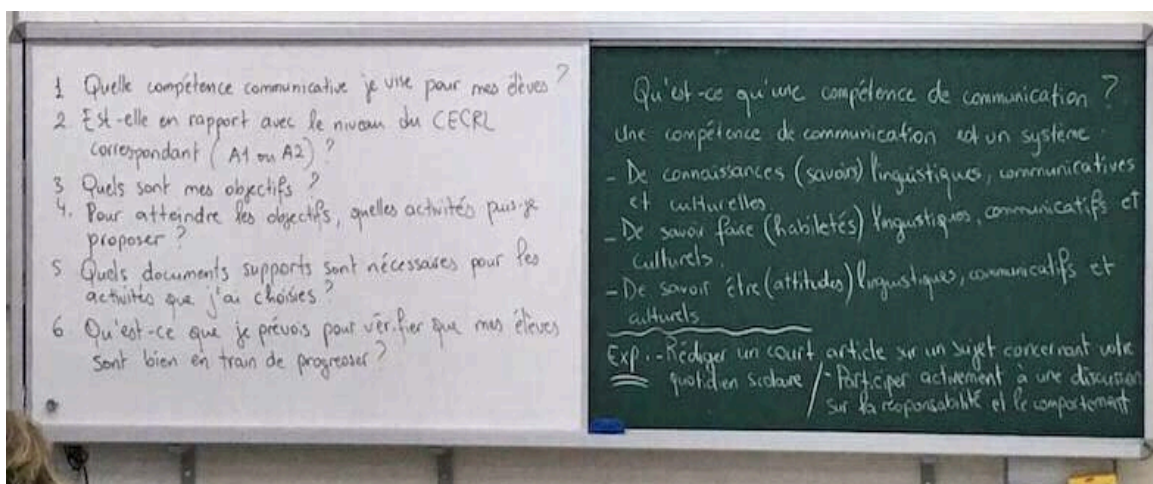 1 Quelle compétence communicative je vise pour mes élèves ?
2. Est-elle en rapport avec le niveau du CECRL
correspondant (A1 ou A2) ?
3 Quels sont mes objectifs ?
4. Pour atteindre les objectifs, quelles activités puis-je
proposer ?
5 Quels documents supports sont nécessaires pour les
activités que j'ai choisies ?
6 Qu'est-ce que je prévois pour vérifier que mes élèves
sont bien en train de progresser ?
Qu'est-ce qu'une compétence de communication ?
Une compétence de communication est un système :
- De connaissances (savoirs) linguistiques, communicatives
et culturelles.
- De savoir faire (habiletés) linguistiques, communicatifs et
culturels.
- De savoir être (attitudes) linguistiques, communicatifs et
culturels
Exp. - Rédiger un court article sur un sujet concernant votre
quotidien scolaire / - Participer activement à une discussion
sur la responsabilité et le comportement